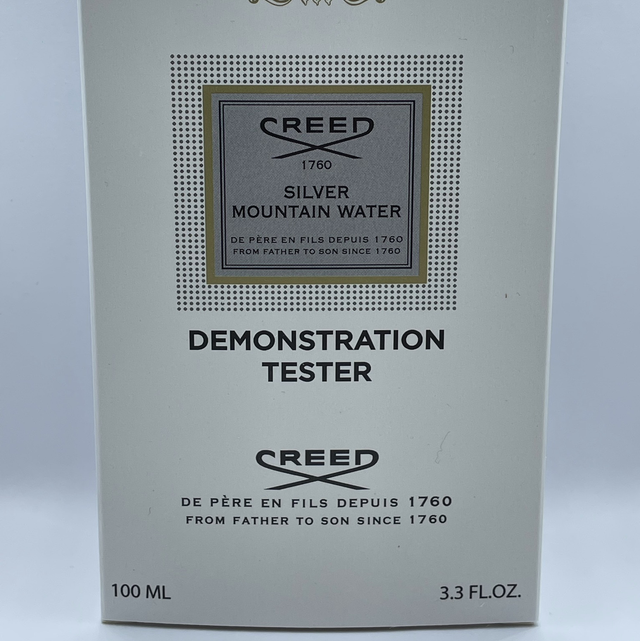 CREED
1760
SILVER
MOUNTAIN WATER
DE PÈRE EN FILS DEPUIS 1760
FROM FATHER TO SON SINCE 1760
DEMONSTRATION
TESTER
CREED
DE PÈRE EN FILS DEPUIS 1760
FROM FATHER TO SON SINCE 1760
100 ML 3.3 FL.OZ.